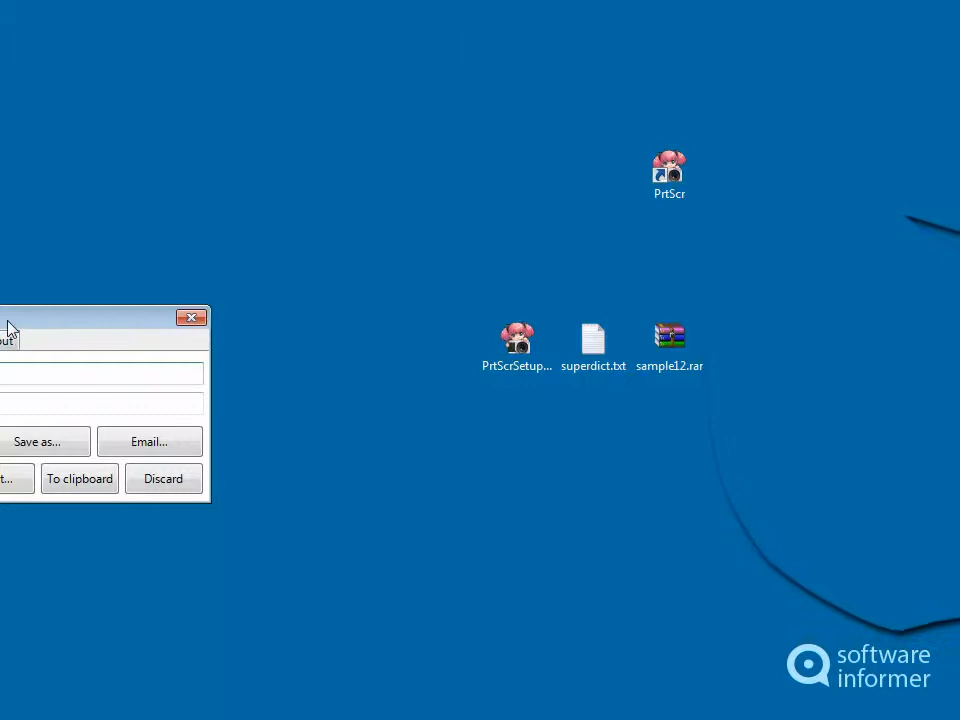 PrtScr
PrtScrSetup...
superdict.txt
sample12.rar
Save as...
Email...
To clipboard
Discard
software
informer